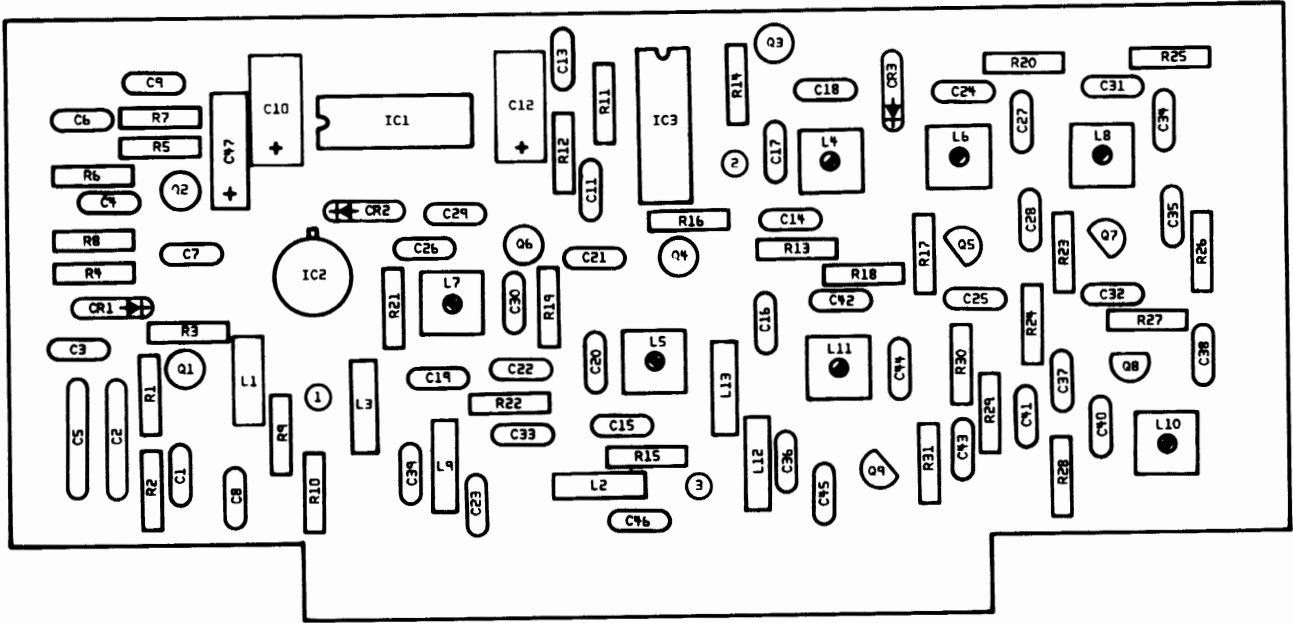 Q3
C13
CR3
R20
R25
C9
R14
C18
C24
C31
C10
C12
R11
C27
C34
C6
R7
IC1
IC3
L4
L6
L8
R5
C47
+
+
R12
2
C17
R6
+
C11
Q2
C4
CR2
C29
R16
C14
C28
C35
R8
C7
C26
Q6
C21
Q4
R13
R17
Q5
R23
Q7
R26
R4
IC2
R21
L7
C30
R19
R18
CR1
C42
C25
C32
R3
C16
R24
R27
C3
Q1
L1
C20
L5
L13
L11
C44
R30
C38
R1
1
L3
C19
C22
C37
Q8
C5
C2
R9
R22
R29
C41
C40
C15
C33
L10
C1
R2
C8
R10
C39
L9
C23
R15
L2
3
L12
C36
C45
Q9
R31
C43
R28
C46